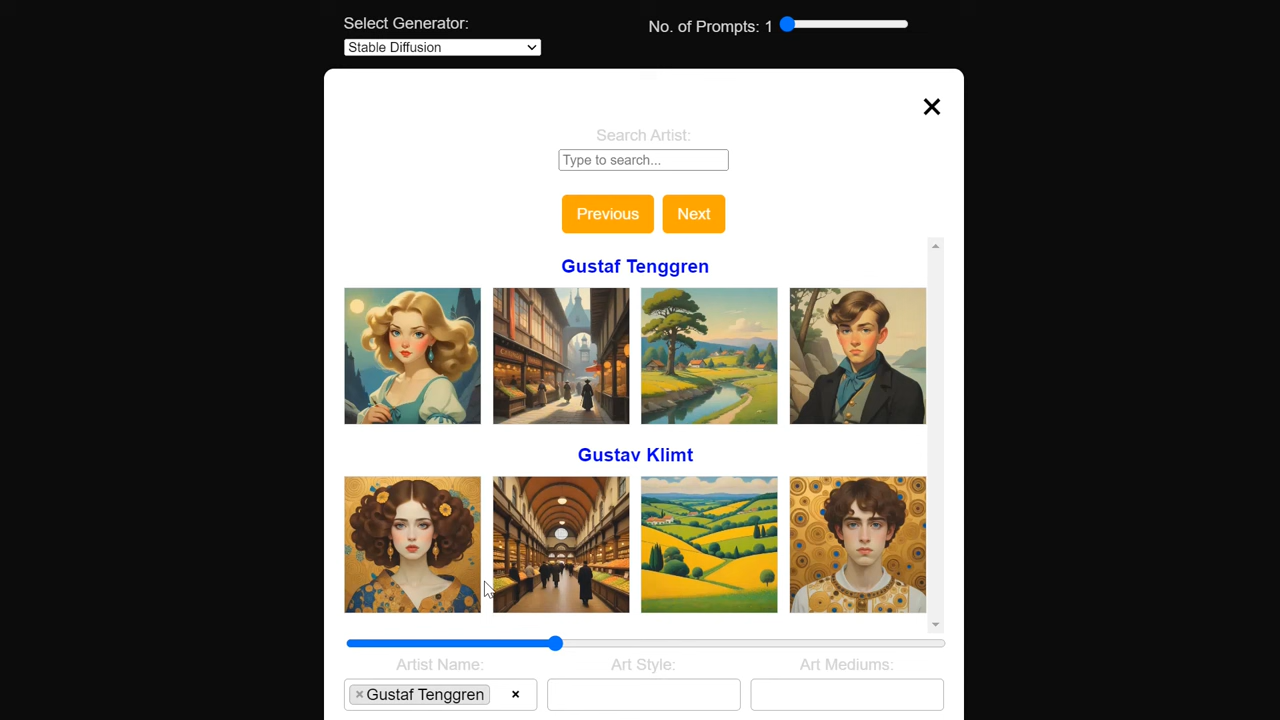 Select Generator:
No. of Prompts: 1
Stable Diffusion
Search Artist:
Type to search...
Previous Next
Gustaf Tenggren
Gustav Klimt
Artist Name: Art Style: Art Mediums:
×Gustaf Tenggren ×